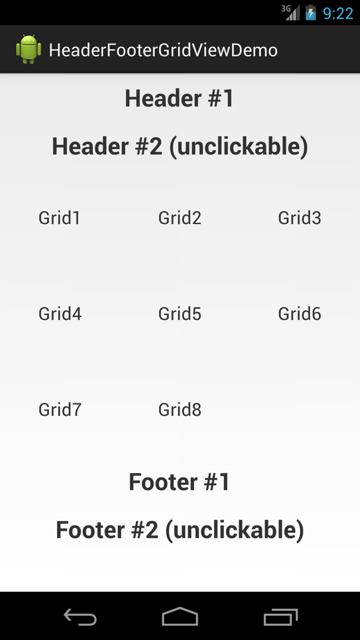 3G 9:22
HeaderFooterGridViewDemo
Header #1
Header #2 (unclickable)
Grid1 Grid2 Grid3
Grid4 Grid5 Grid6
Grid7 Grid8
Footer #1
Footer #2 (unclickable)